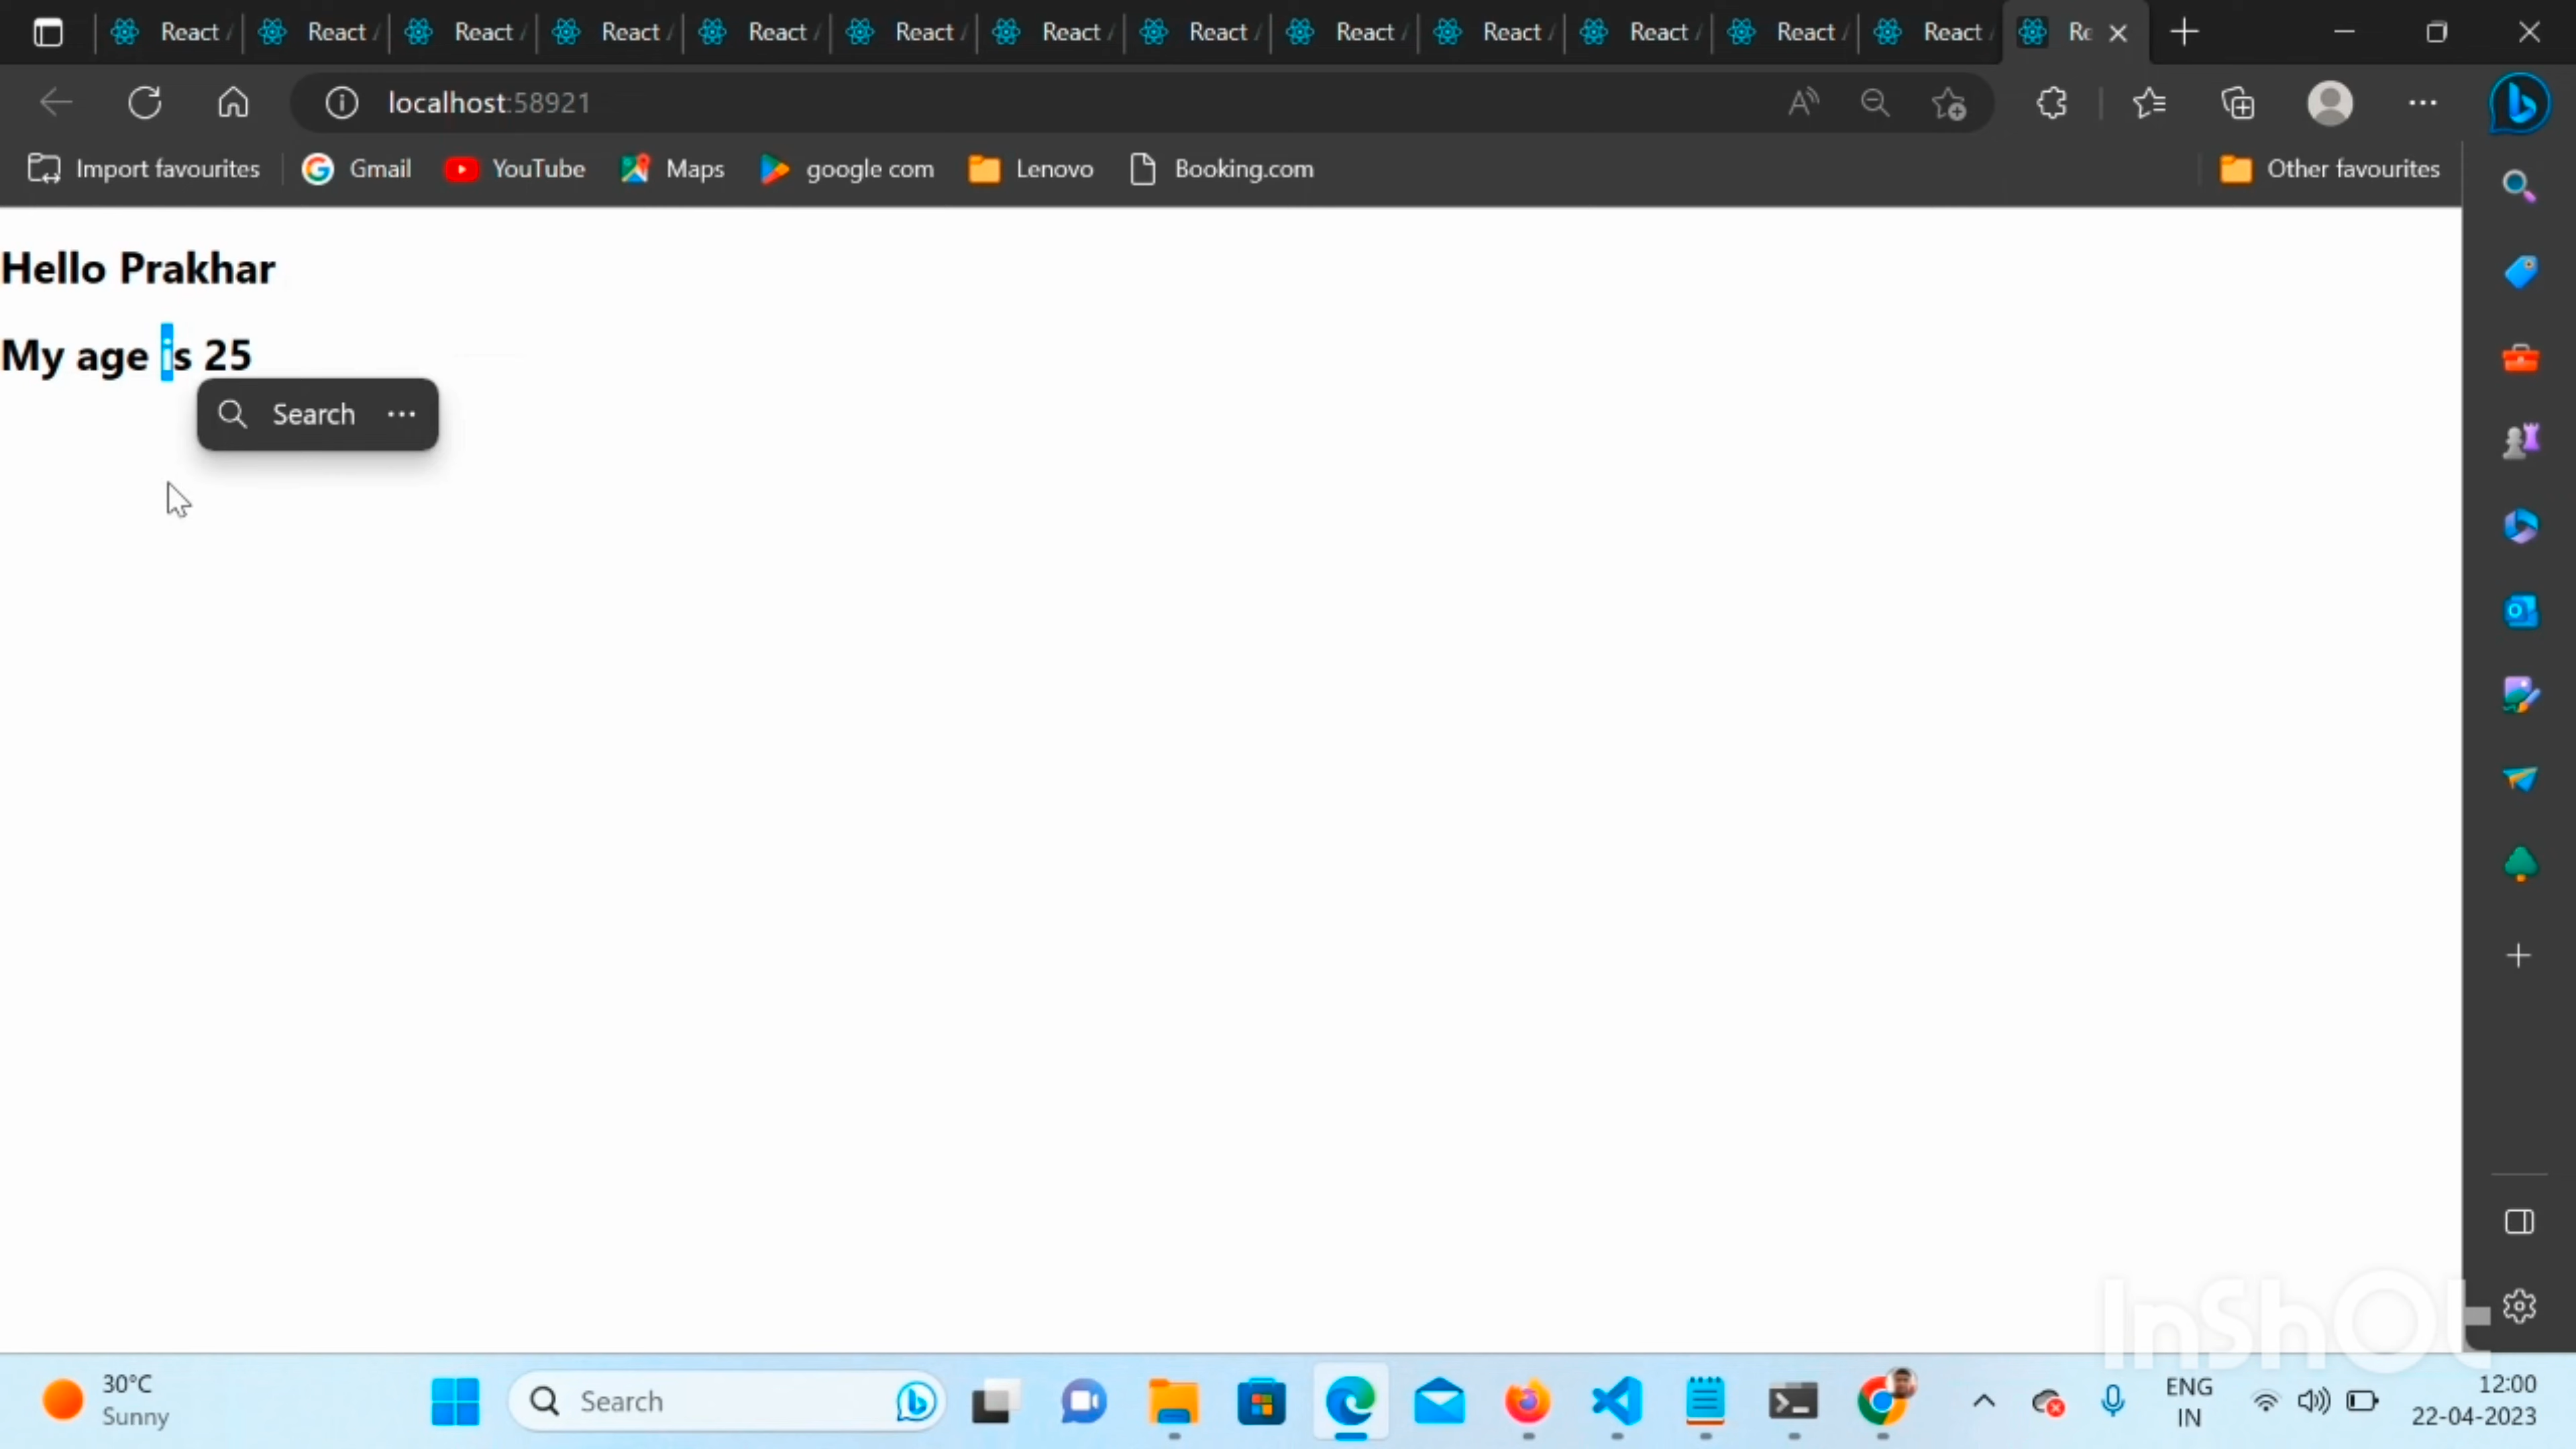 React React React React React React React React React React React React React Re
localhost:58921
Import favourites Gmail YouTube Maps google com Lenovo Booking.com Other favourites
Hello Prakhar
My age is 25
Search
InShOt
30°C
Sunny
Search
ENG
IN
12:00
22-04-2023